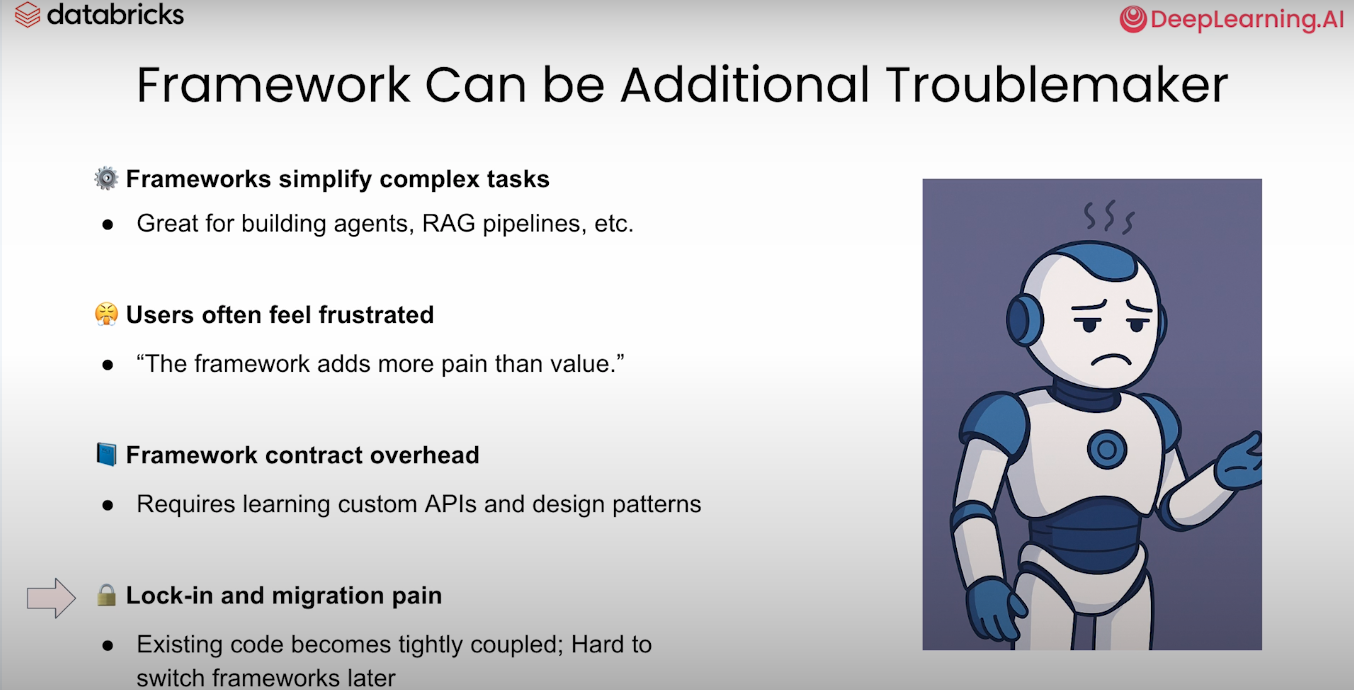 databricks
DeepLearning.AI
Framework Can be Additional Troublemaker
Frameworks simplify complex tasks
● Great for building agents, RAG pipelines, etc.
Users often feel frustrated
● “The framework adds more pain than value.”
Framework contract overhead
● Requires learning custom APIs and design patterns
Lock-in and migration pain
● Existing code becomes tightly coupled; Hard to
switch frameworks later